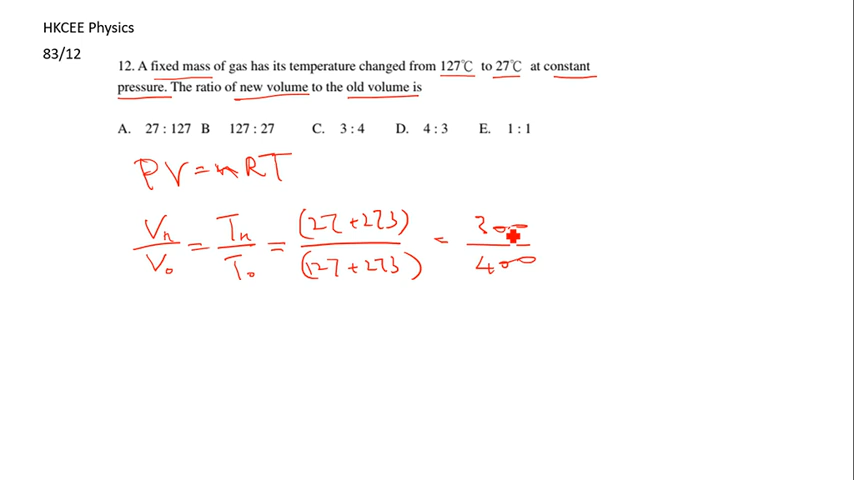 HKCEE Physics
83/12
12. A fixed mass of gas has its temperature changed from 127°C to 27°C at constant
pressure. The ratio of new volume to the old volume is
A. 27 : 127 B 127 : 27 C. 3 : 4 D. 4 : 3 E. 1 : 1
PV = nRT
Vn/Vo = Tn/To = (27+273)/(127+273) = 300/400